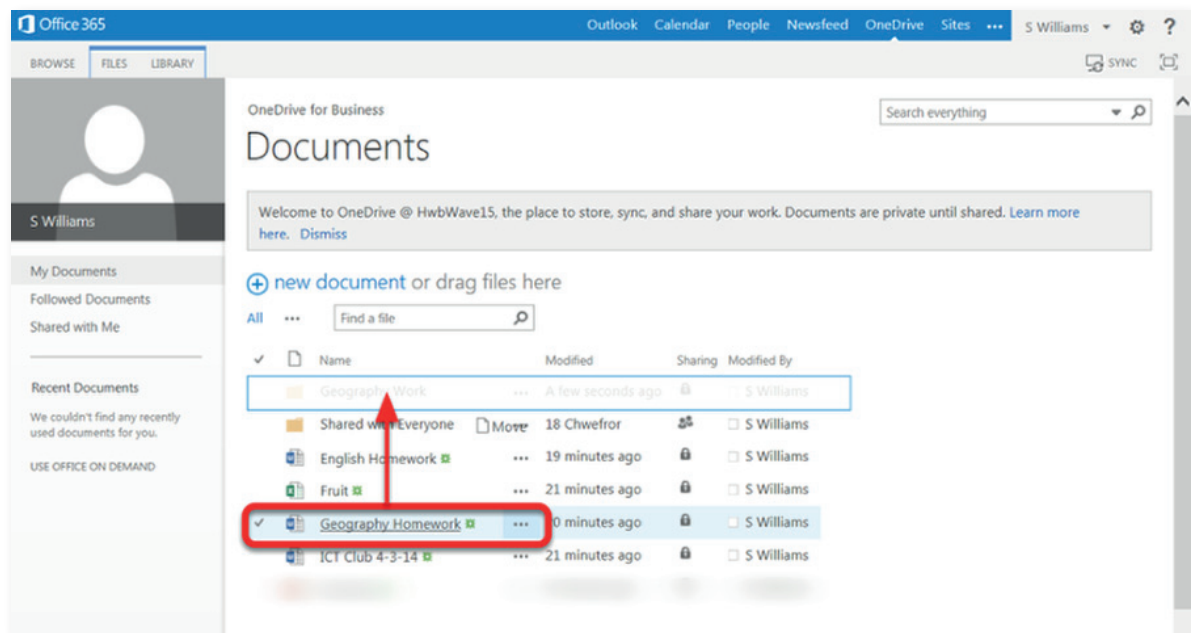 Office 365
Outlook Calendar People Newsfeed OneDrive Sites ••• S Williams ?
BROWSE FILES LIBRARY
SYNC
OneDrive for Business
Search everything
Documents
S Williams
Welcome to OneDrive @ HwbWave15, the place to store, sync, and share your work. Documents are private until shared. Learn more
here. Dismiss
My Documents
Followed Documents
Shared with Me
new document or drag files here
All ••• Find a file
Name Modified Sharing Modified By
Recent Documents
We couldn't find any recently
used documents for you.
USE OFFICE ON DEMAND
Geography Work ••• A few seconds ago S Williams
Shared with Everyone Move 18 Chwefror S Williams
English Homework ••• 19 minutes ago S Williams
Fruit ••• 21 minutes ago S Williams
Geography Homework ••• 0 minutes ago S Williams
ICT Club 4-3-14 ••• 21 minutes ago S Williams